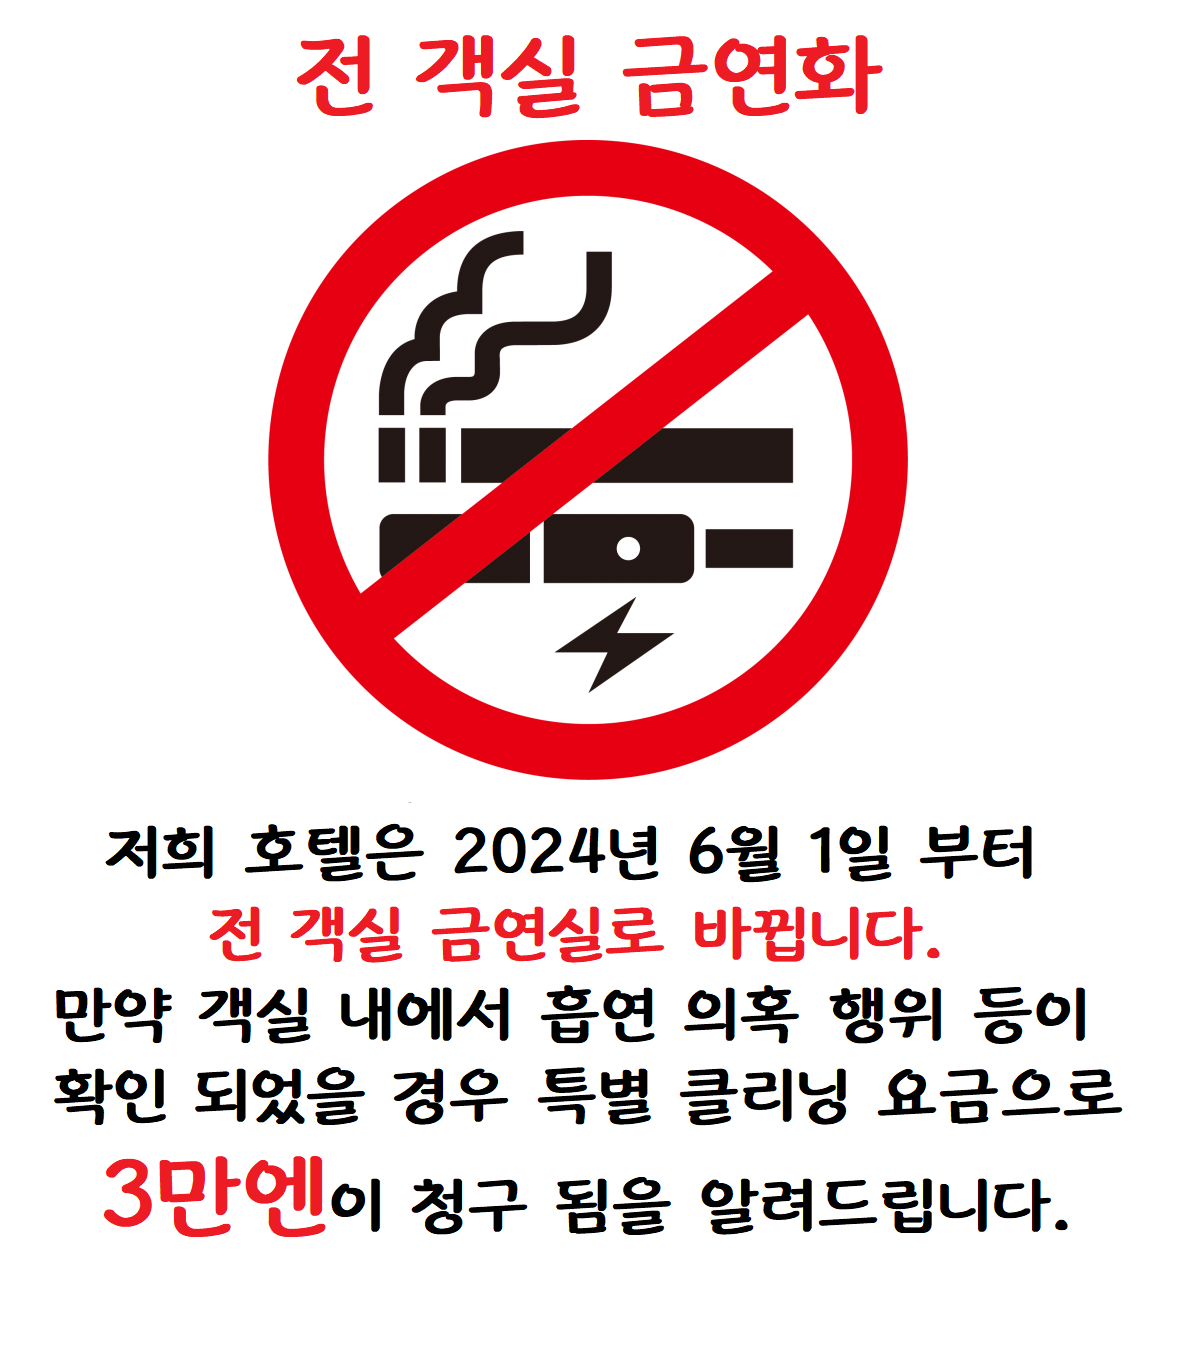 전 객실 금연화
저희 호텔은 2024년 6월 1일 부터
전 객실 금연실로 바뀝니다.
만약 객실 내에서 흡연 의혹 행위 등이
확인 되었을 경우 특별 클리닝 요금으로
3만엔이 청구 됨을 알려드립니다.